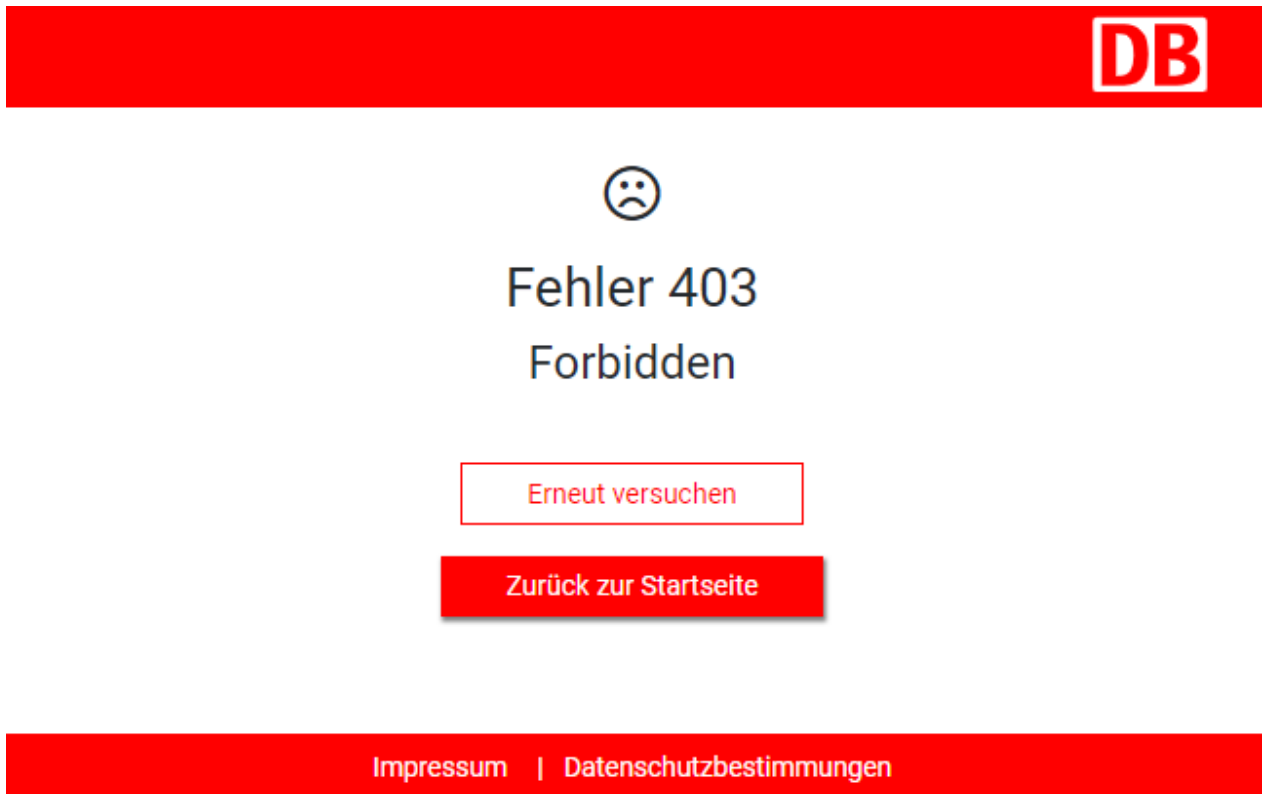 DB
Fehler 403
Forbidden
Erneut versuchen
Zurück zur Startseite
Impressum | Datenschutzbestimmungen